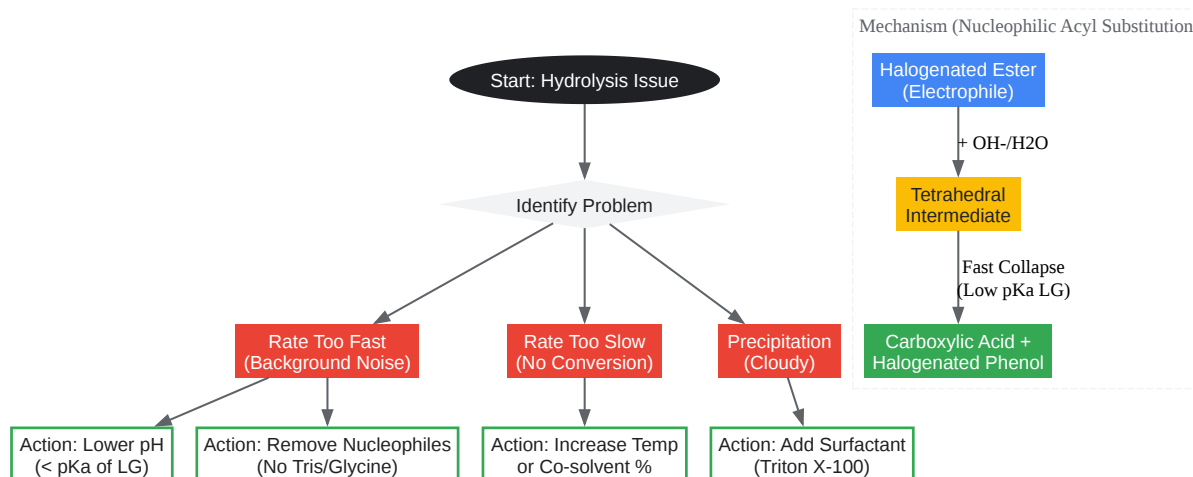 Mechanism (Nucleophilic Acyl Substitution
Start: Hydrolysis Issue
Halogenated Ester
(Electrophile)
+ OH-/H2O
Identify Problem
Tetrahedral
Intermediate
Fast Collapse
(Low pKa LG)
Rate Too Fast
(Background Noise)
Rate Too Slow
(No Conversion)
Precipitation
(Cloudy)
Carboxylic Acid +
Halogenated Phenol
Action: Lower pH
(< pKa of LG)
Action: Remove Nucleophiles
(No Tris/Glycine)
Action: Increase Temp
or Co-solvent %
Action: Add Surfactant
(Triton X-100)